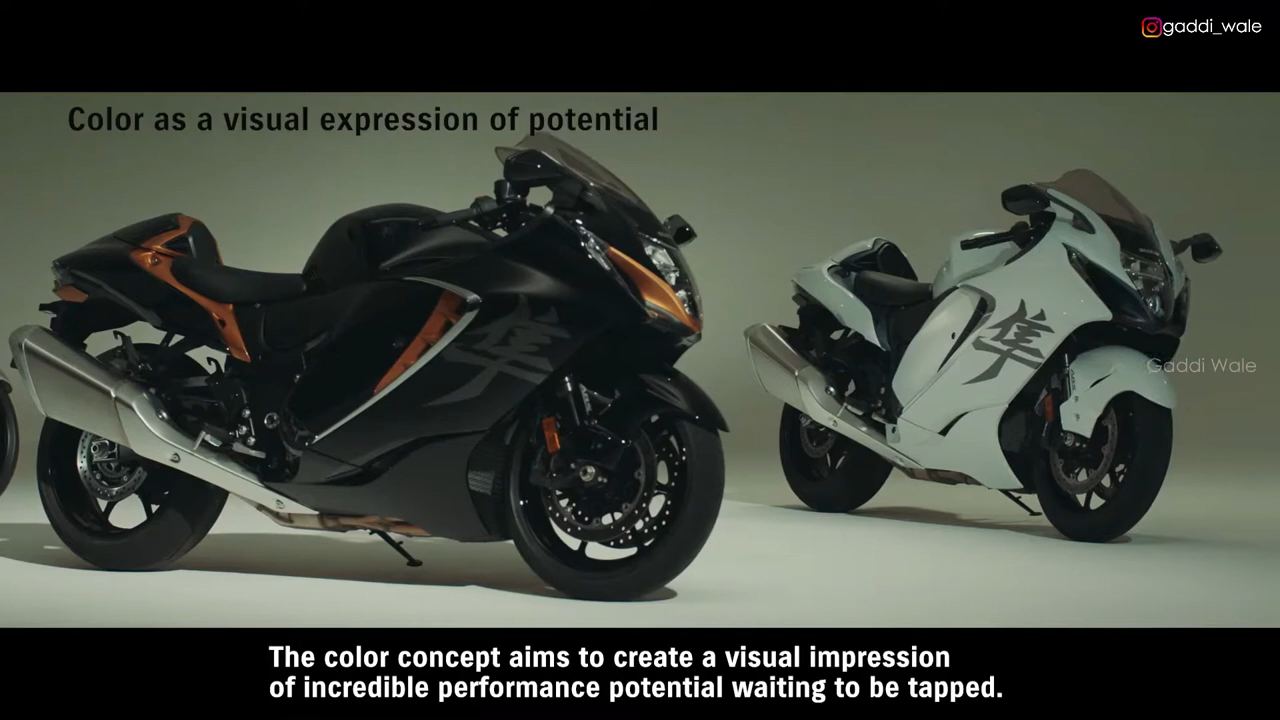 gaddi_wale
Color as a visual expression of potential
隼
隼
Gaddi Wale
The color concept aims to create a visual impression
of incredible performance potential waiting to be tapped.